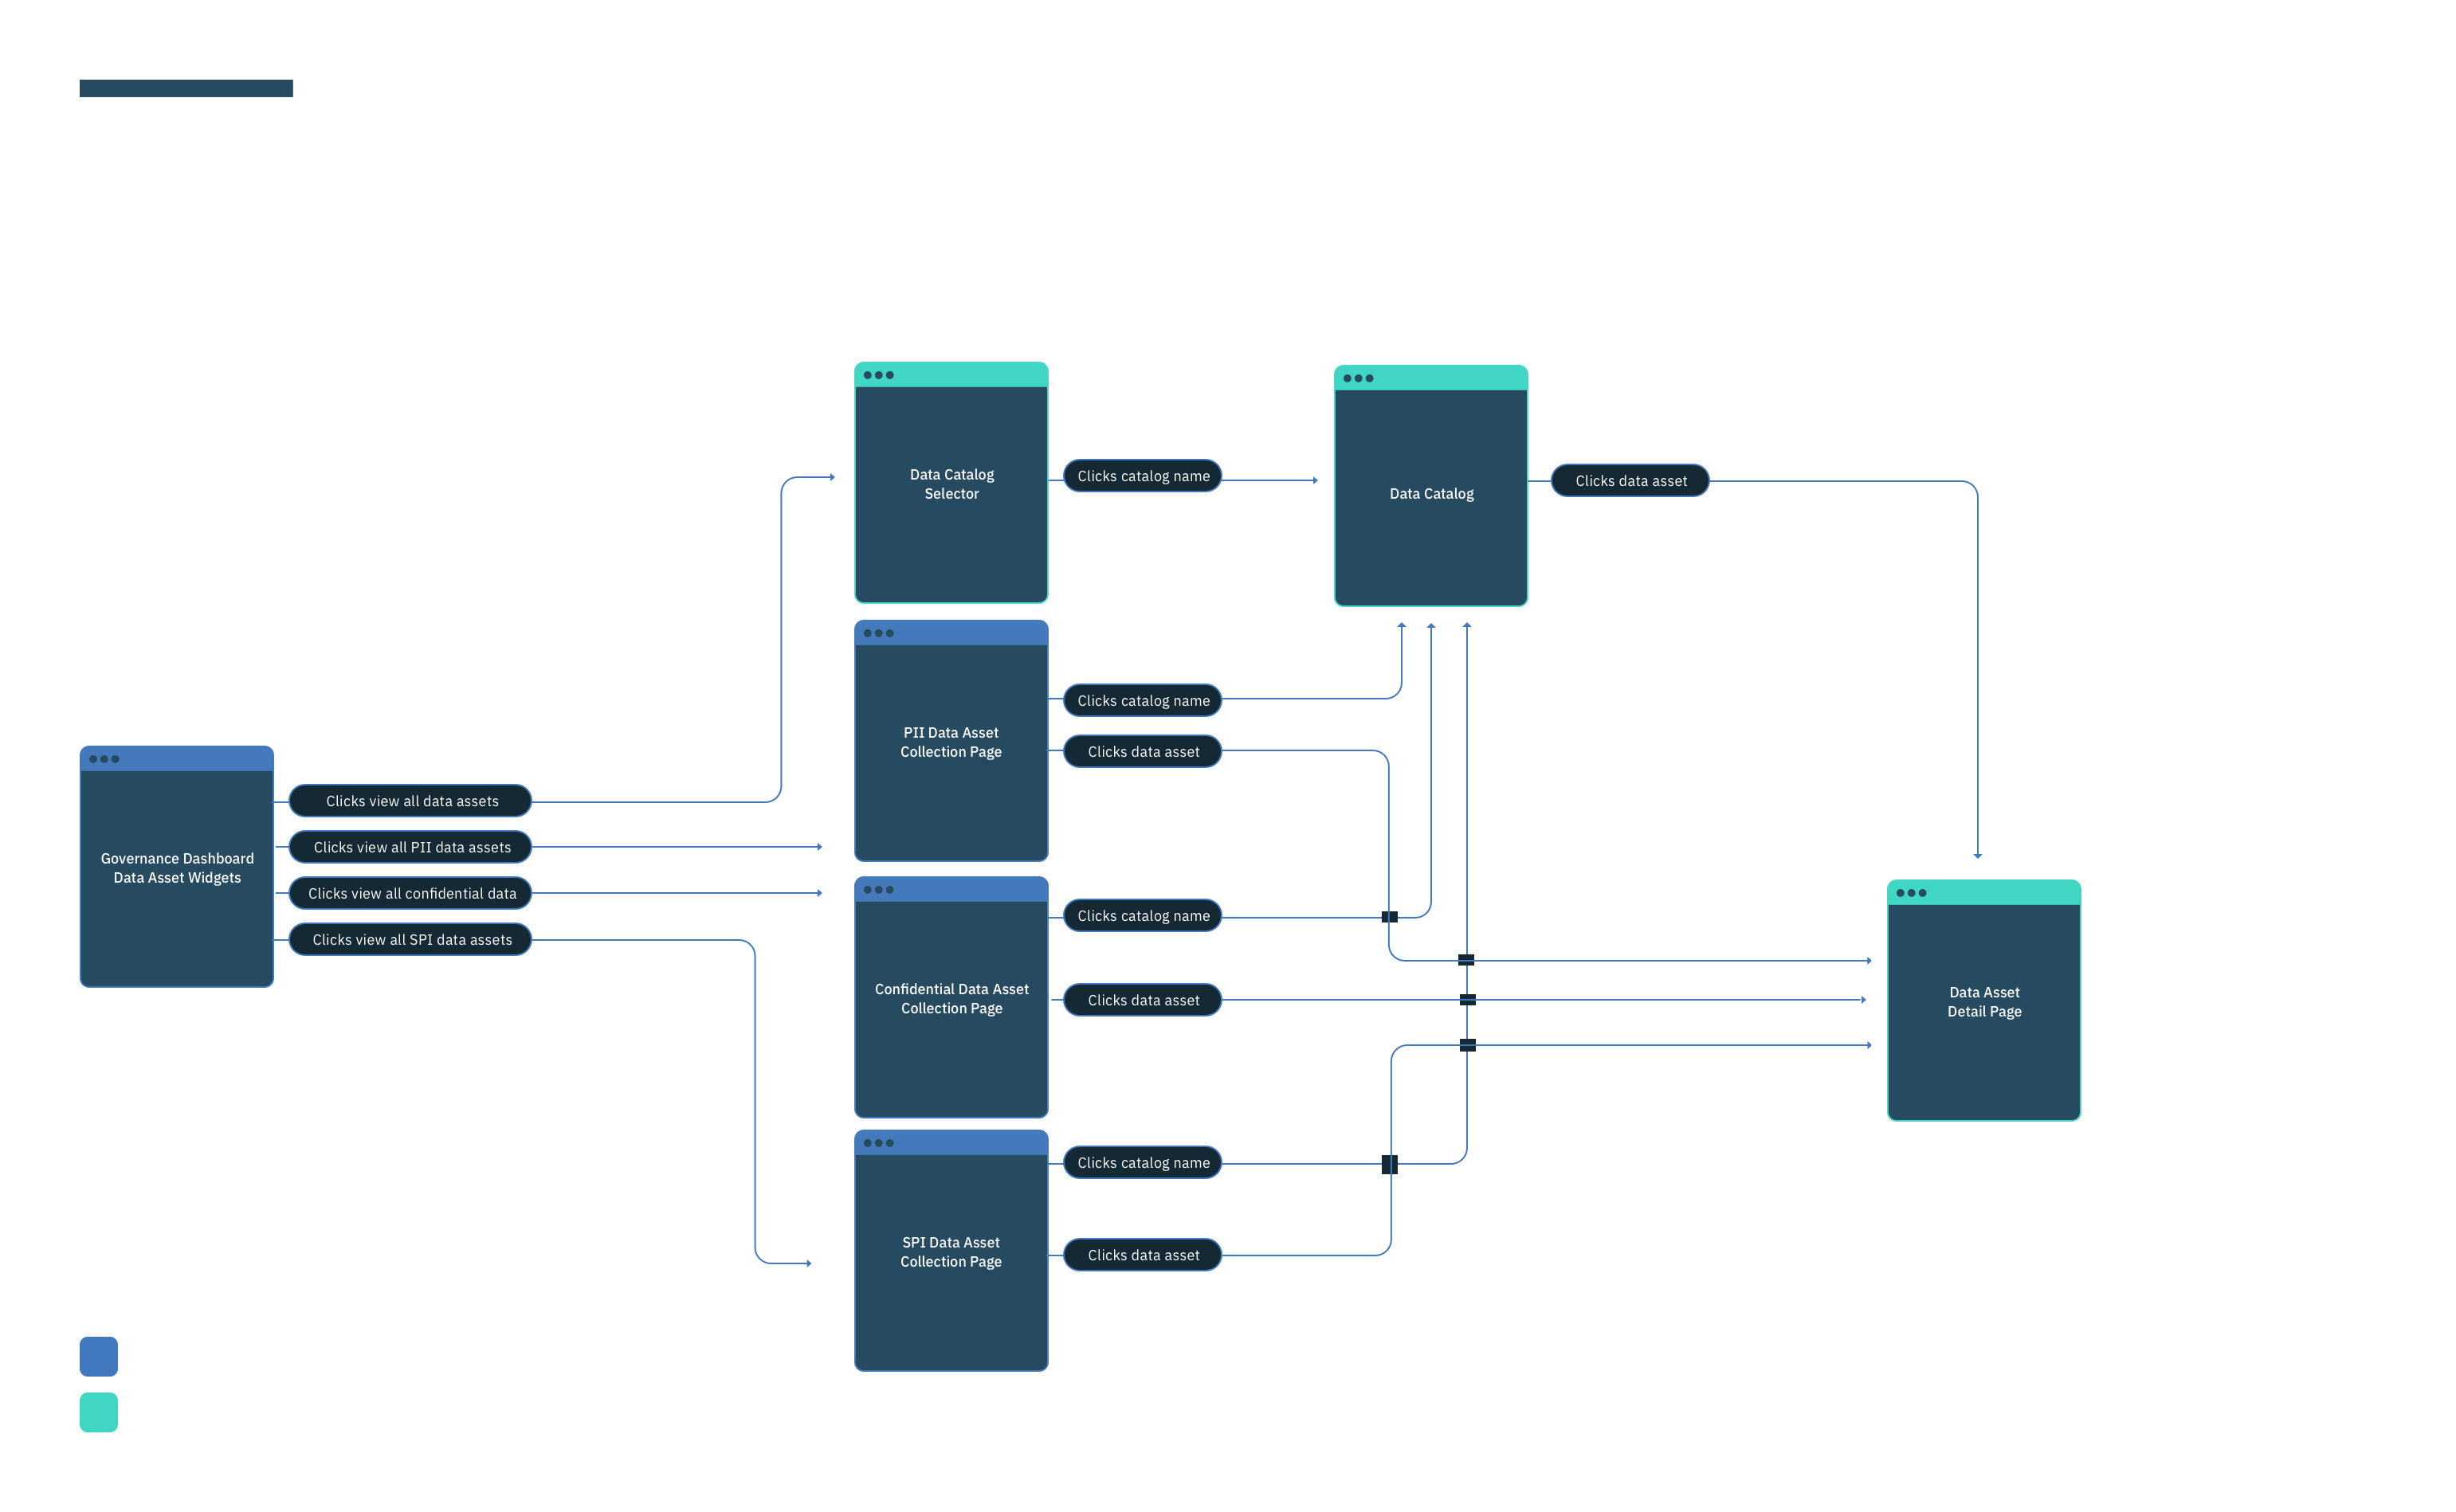 Data Catalog
Selector
Clicks catalog name
Data Catalog
Clicks data asset
PII Data Asset
Collection Page
Clicks catalog name
Clicks data asset
Governance Dashboard
Data Asset Widgets
Clicks view all data assets
Clicks view all PII data assets
Clicks view all confidential data
Clicks view all SPI data assets
Confidential Data Asset
Collection Page
Clicks catalog name
Clicks data asset
Data Asset
Detail Page
SPI Data Asset
Collection Page
Clicks catalog name
Clicks data asset